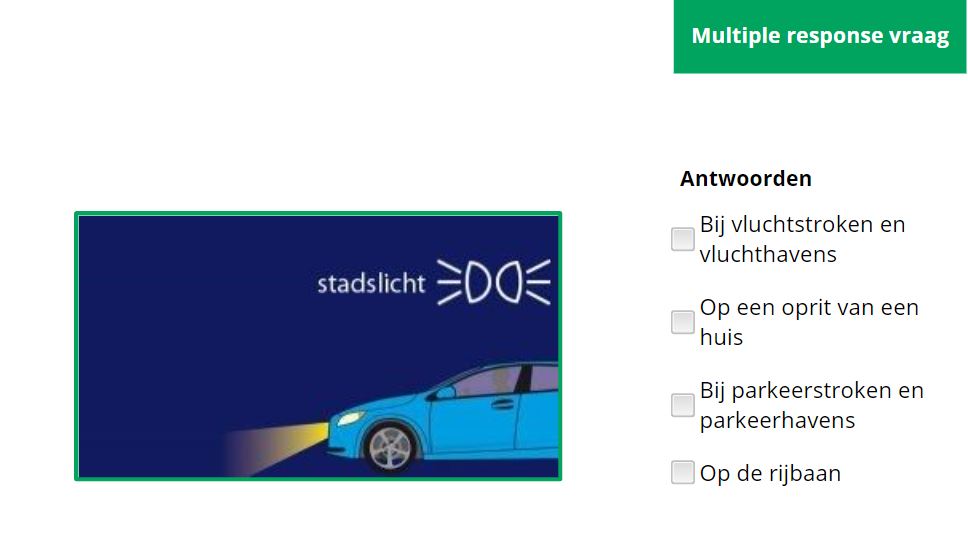 Multiple response vraag
Antwoorden
stadslicht
Bij vluchtstroken en
vluchthavens
Op een oprit van een
huis
Bij parkeerstroken en
parkeerhavens
Op de rijbaan